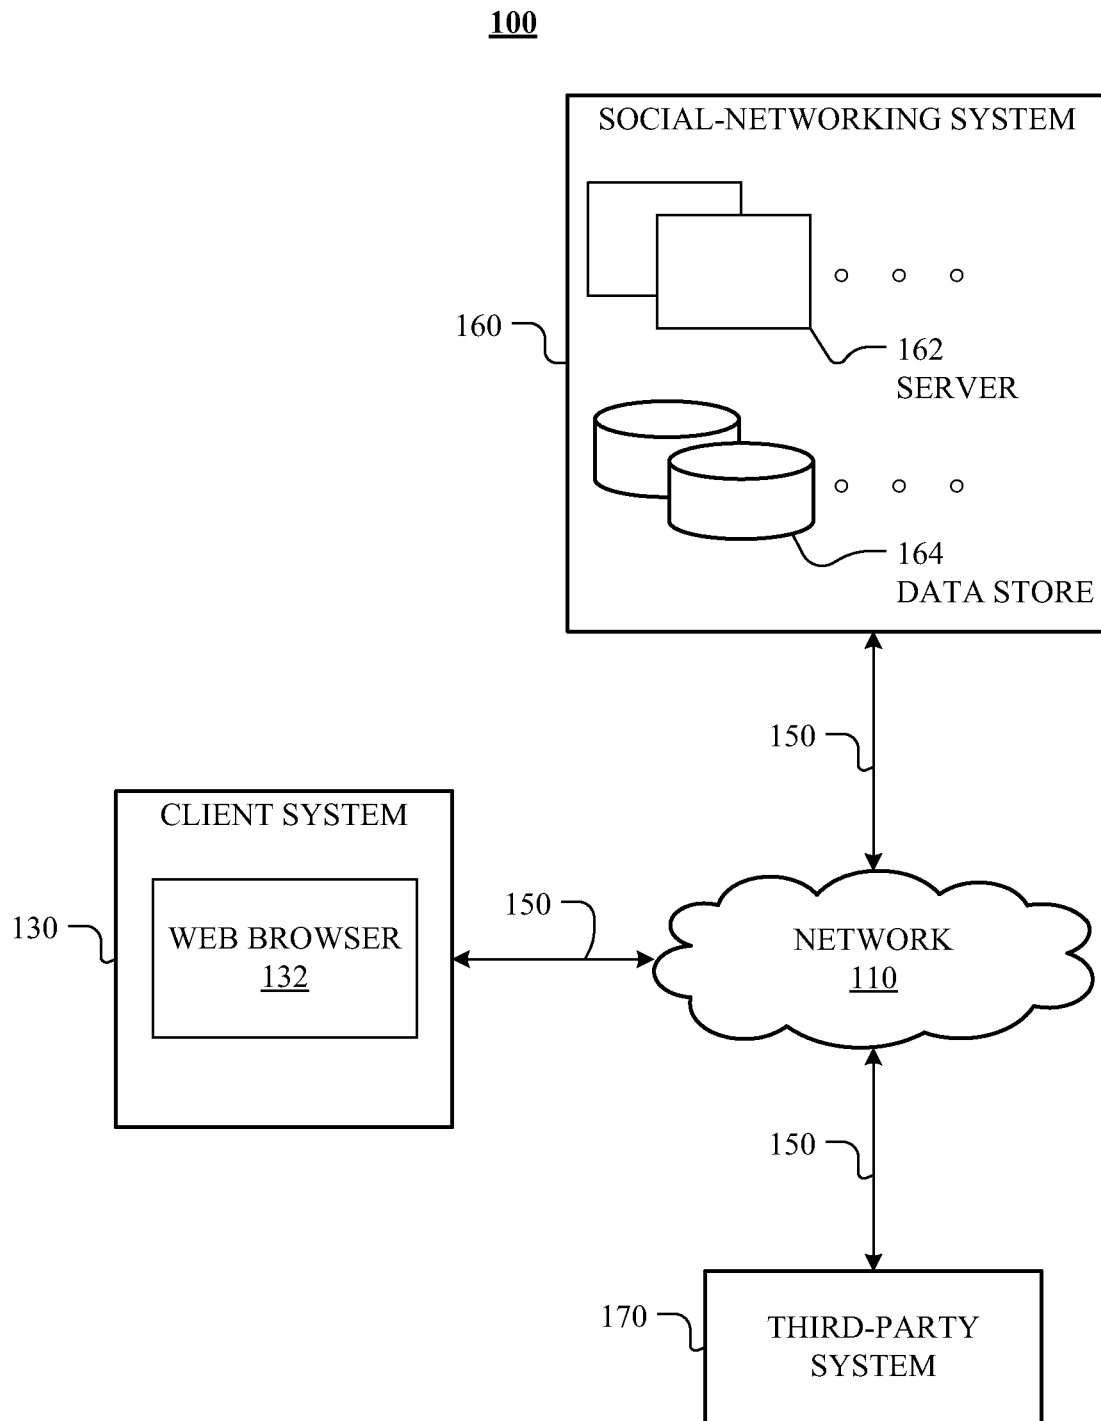 100
SOCIAL-NETWORKING SYSTEM
160
162
SERVER
164
DATA STORE
150
CLIENT SYSTEM
130
WEB BROWSER
132
150
NETWORK
110
150
170
THIRD-PARTY
SYSTEM